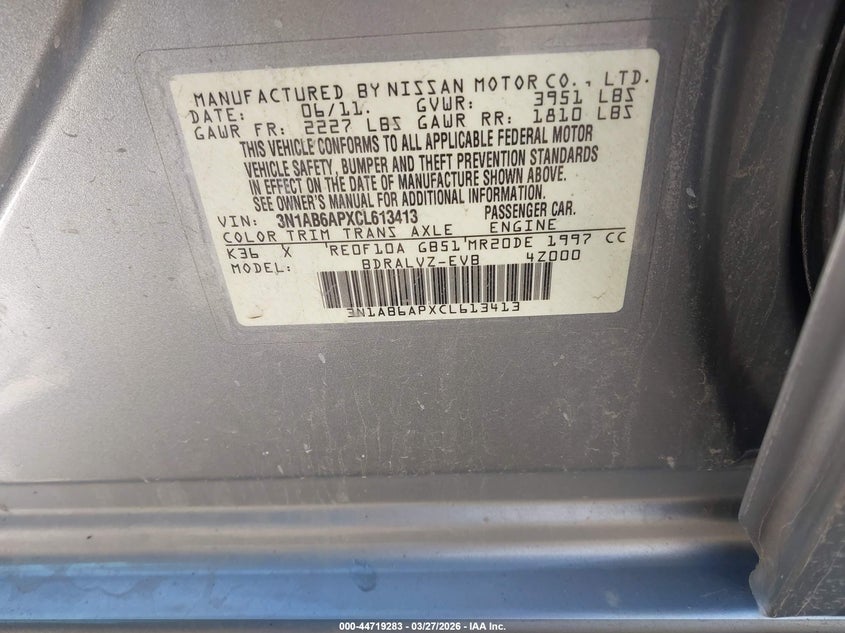 MANUFACTURED BY NISSAN MOTOR CO., LTD.
DATE: 06/11. GVWR: 3951 LBS
GAWR FR: 2227 LBS GAWR RR: 1810 LBS
THIS VEHICLE CONFORMS TO ALL APPLICABLE FEDERAL MOTOR
VEHICLE SAFETY, BUMPER AND THEFT PREVENTION STANDARDS
IN EFFECT ON THE DATE OF MANUFACTURE SHOWN ABOVE.
SEE OWNER'S MANUAL FOR ADDITIONAL INFORMATION.
VIN: 3N1AB6APXCL613413 PASSENGER CAR.
COLOR TRIM TRANS AXLE ENGINE
K36 X RE0F10A GB51 MR20DE 1997 CC
MODEL: BDRALVZ-EVB 4Z000
3N1AB6APXCL613413
000-44719283 - 03/27/2026 - IAA Inc.